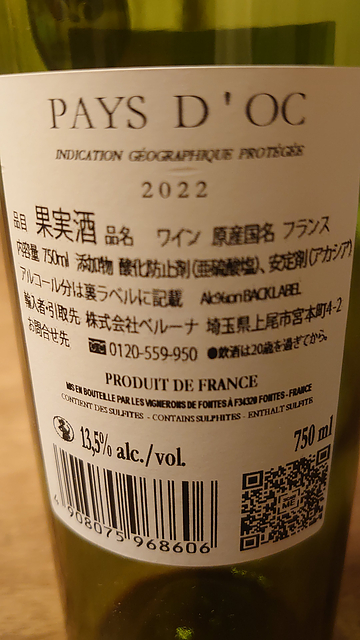 PAYS D'OC
INDICATION GÉOGRAPHIQUE PROTÉGÉE
2022
品目 果実酒 品名 ワイン 原産国名 フランス
内容量 750ml 添加物 酸化防止剤(亜硫酸塩)、安定剤(アカシア)
アルコール分は裏ラベルに記載 Alc%on BACKLABEL
輸入者・引取先 株式会社ベルーナ 埼玉県上尾市宮本町4-2
お問合せ先 0120-559-950 ●飲酒は20歳を過ぎてから。
PRODUIT DE FRANCE
MIS EN BOUTEILLE PAR LES VIGNERONS DE FONTES À F34320 FONTES - FRANCE
CONTIENT DES SULFITES - CONTAINS SULPHITES - ENTHALT SULFITE
13,5% alc./vol. 750 ml
4 908075 968606